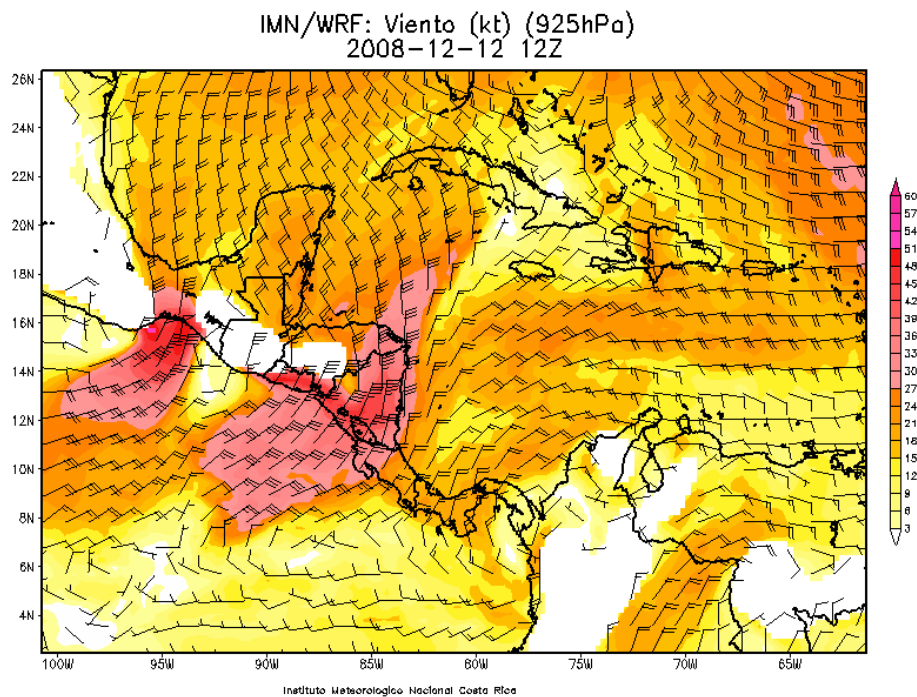 IMN/WRF: Viento (kt) (925hPa)
2008-12-12 12Z
26N
24N
22N
20N
18N
16N
14N
12N
10N
8N
6N
4N
60
57
54
51
48
45
42
39
36
33
30
27
24
21
18
15
12
9
6
3
100W 95W 90W 85W 80W 75W 70W 65W
Instituto Meteorologico Nacional Costa Rica